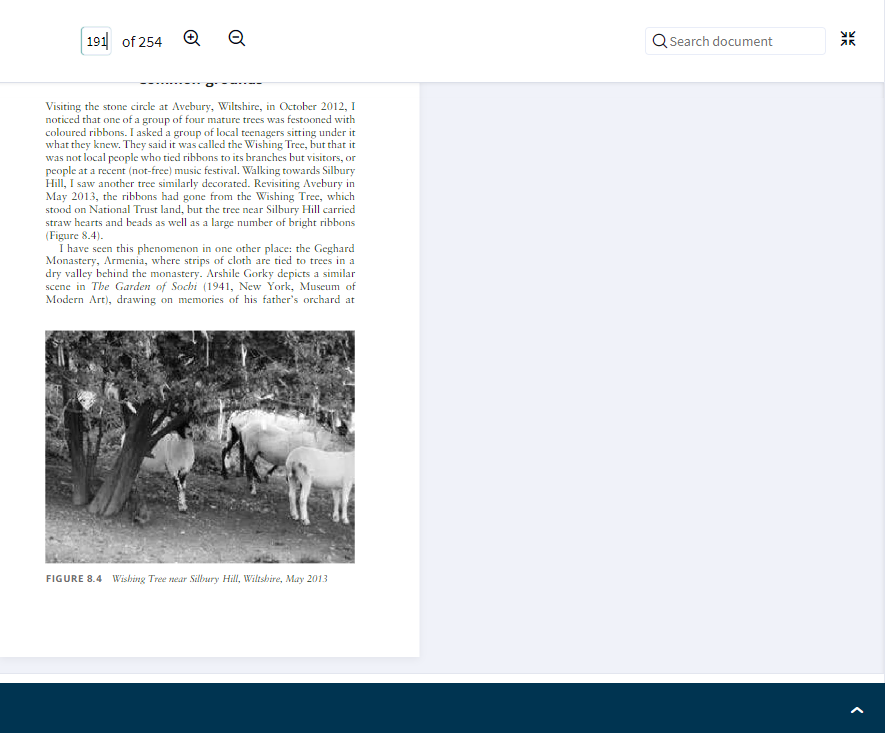 191 of 254
Search document
Common grounds
Visiting the stone circle at Avebury, Wiltshire, in October 2012, I
noticed that one of a group of four mature trees was festooned with
coloured ribbons. I asked a group of local teenagers sitting under it
what they knew. They said it was called the Wishing Tree, but that it
was not local people who tied ribbons to its branches but visitors, or
people at a recent (not-free) music festival. Walking towards Silbury
Hill, I saw another tree similarly decorated. Revisiting Avebury in
May 2013, the ribbons had gone from the Wishing Tree, which
stood on National Trust land, but the tree near Silbury Hill carried
straw hearts and beads as well as a large number of bright ribbons
(Figure 8.4).
I have seen this phenomenon in one other place: the Geghard
Monastery, Armenia, where strips of cloth are tied to trees in a
dry valley behind the monastery. Arshile Gorky depicts a similar
scene in The Garden of Sochi (1941, New York, Museum of
Modern Art), drawing on memories of his father's orchard at
FIGURE 8.4 Wishing Tree near Silbury Hill, Wiltshire, May 2013